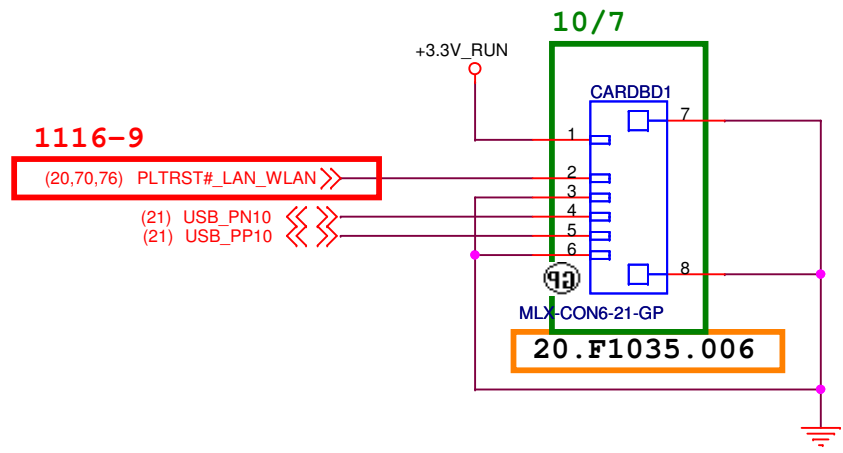 10/7
+3.3V_RUN
CARDBD1
1116-9
(20,70,76) PLTRST#_LAN_WLAN
(21) USB_PN10
(21) USB_PP10
1
2
3
4
5
6
7
8
GP
MLX-CON6-21-GP
20.F1035.006